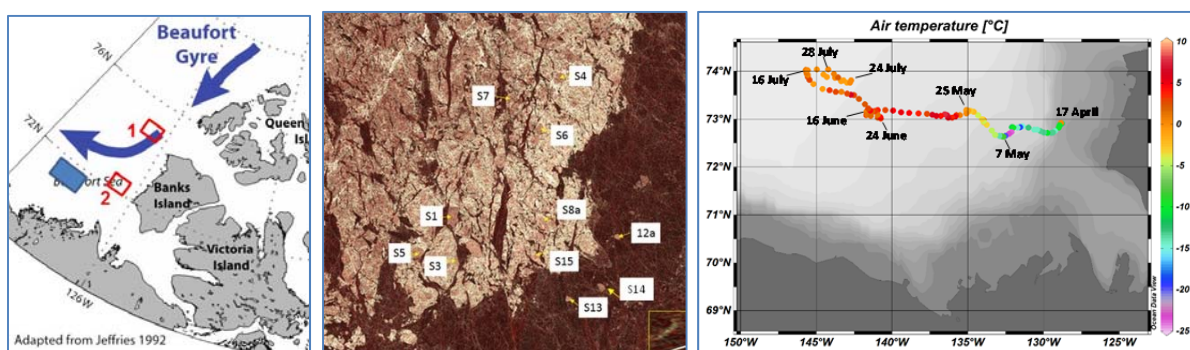 Beaufort
Gyre
76N
Queen
Isl
1
72N
Beaufort Sea
2
Banks
Island
Victoria
Island
126W
Adapted from Jeffries 1992
S4
S7
S6
S1
S8a
12a
S5
S3
S15
S14
S13
Air temperature [°C]
28 July
24 July
16 July
25 May
17 April
16 June
24 June
7 May
74°N
73°N
72°N
71°N
70°N
69°N
150°W
145°W
140°W
135°W
130°W
125°W
10
5
0
-5
-10
-15
-20
-25
Ocean Data View